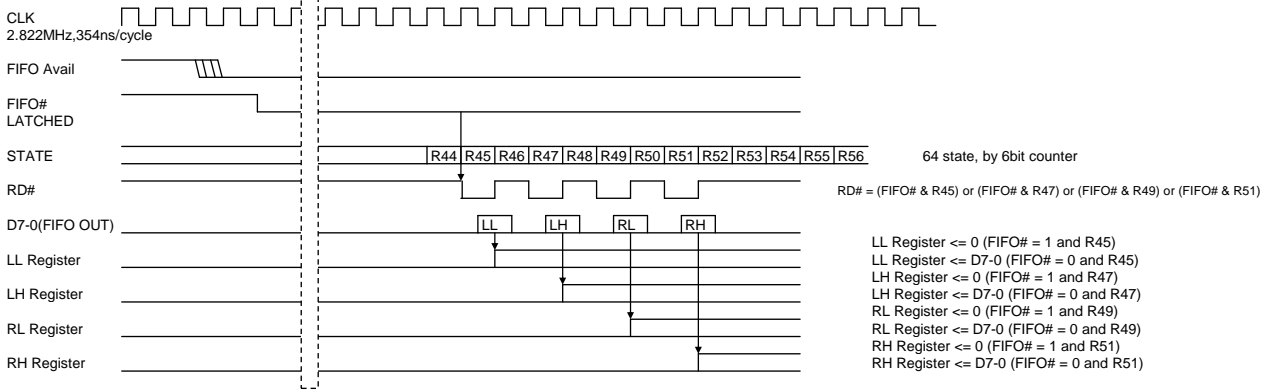 CLK
2.822MHz,354ns/cycle
FIFO Avail
FIFO#
LATCHED
STATE
R44 R45 R46 R47 R48 R49 R50 R51 R52 R53 R54 R55 R56
64 state, by 6bit counter
RD#
RD# = (FIFO# & R45) or (FIFO# & R47) or (FIFO# & R49) or (FIFO# & R51)
D7-0(FIFO OUT)
LL LH RL RH
LL Register
LH Register
RL Register
RH Register
LL Register <= 0 (FIFO# = 1 and R45)
LL Register <= D7-0 (FIFO# = 0 and R45)
LH Register <= 0 (FIFO# = 1 and R47)
LH Register <= D7-0 (FIFO# = 0 and R47)
RL Register <= 0 (FIFO# = 1 and R49)
RL Register <= D7-0 (FIFO# = 0 and R49)
RH Register <= 0 (FIFO# = 1 and R51)
RH Register <= D7-0 (FIFO# = 0 and R51)